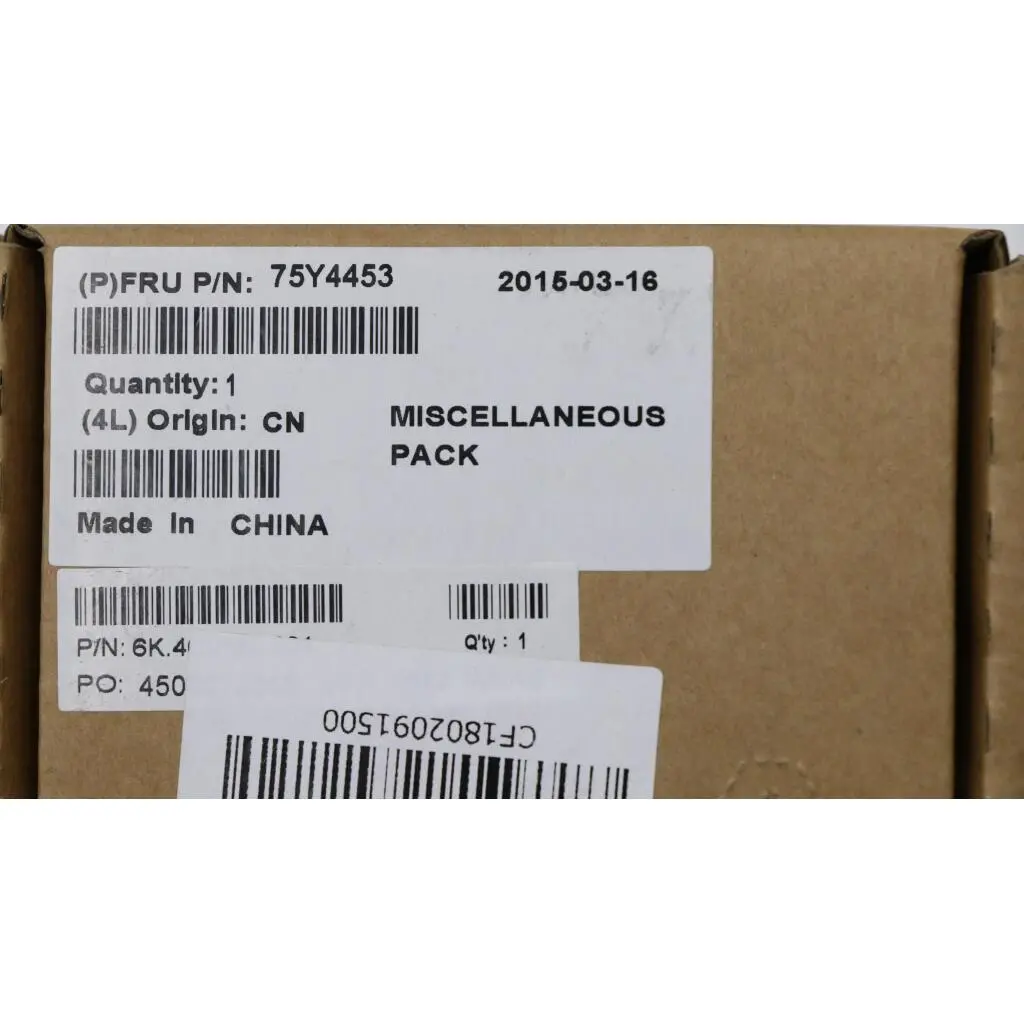 (P)FRU P/N: 75Y4453 2015-03-16
Quantity: 1
(4L) Origin: CN
MISCELLANEOUS
PACK
Made In CHINA
P/N: 6K.4
Q'ty : 1
PO: 450
CF1802091500